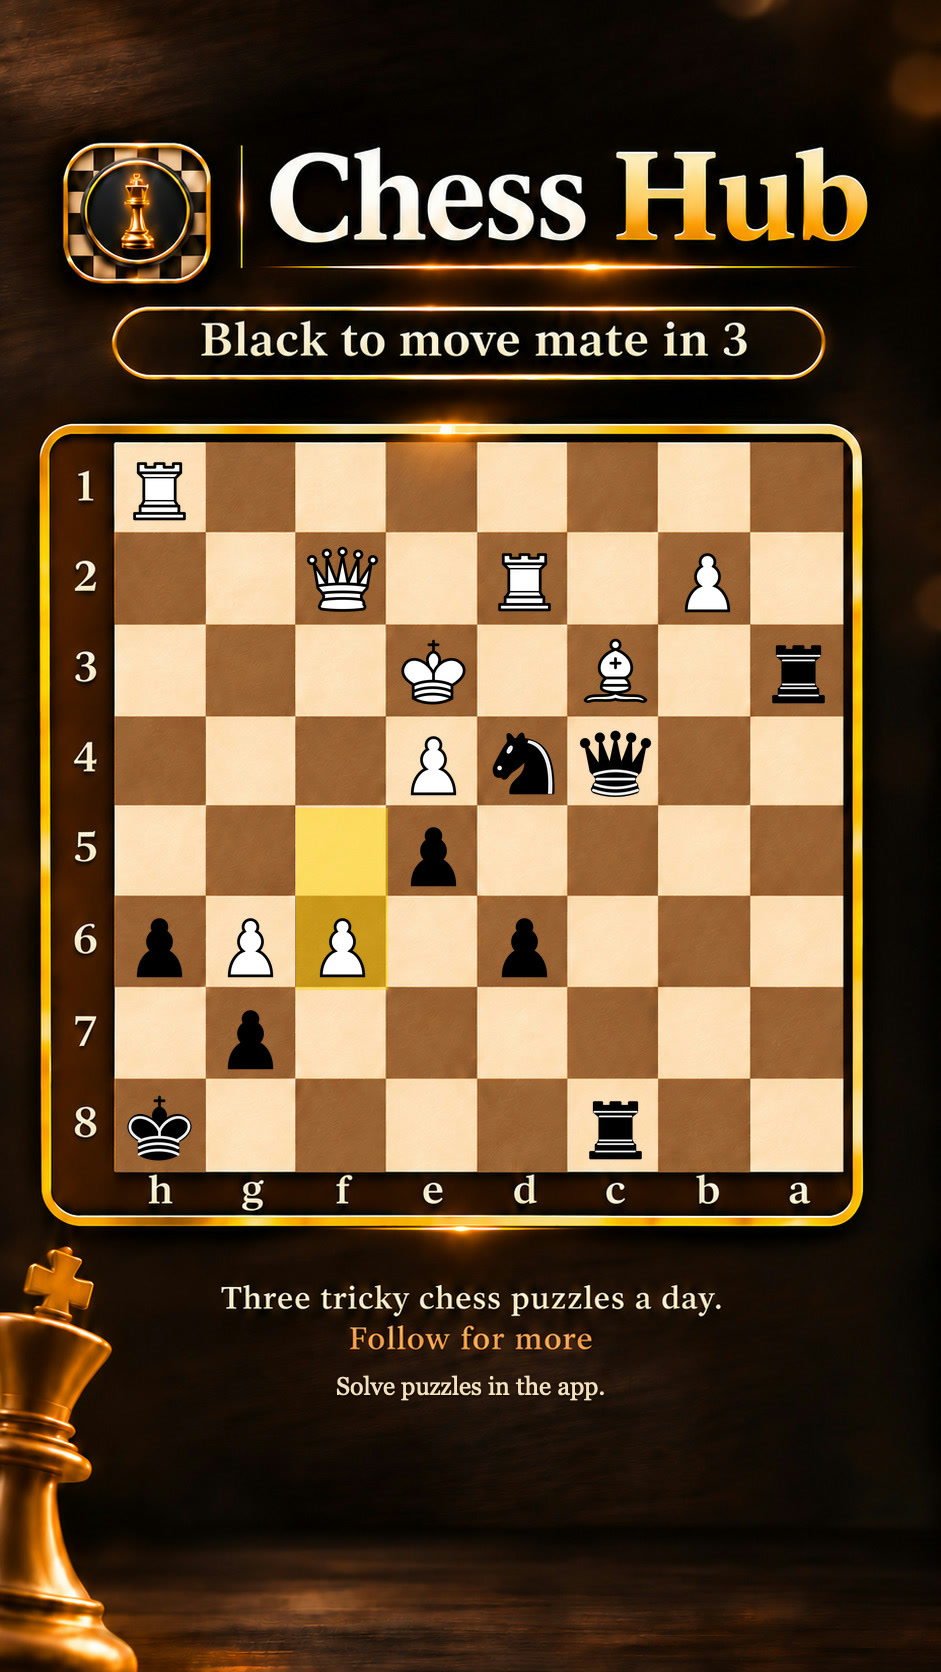 Chess Hub
Black to move mate in 3
1
2
3
4
5
6
7
8
h g f e d c b a
Three tricky chess puzzles a day.
Follow for more
Solve puzzles in the app.